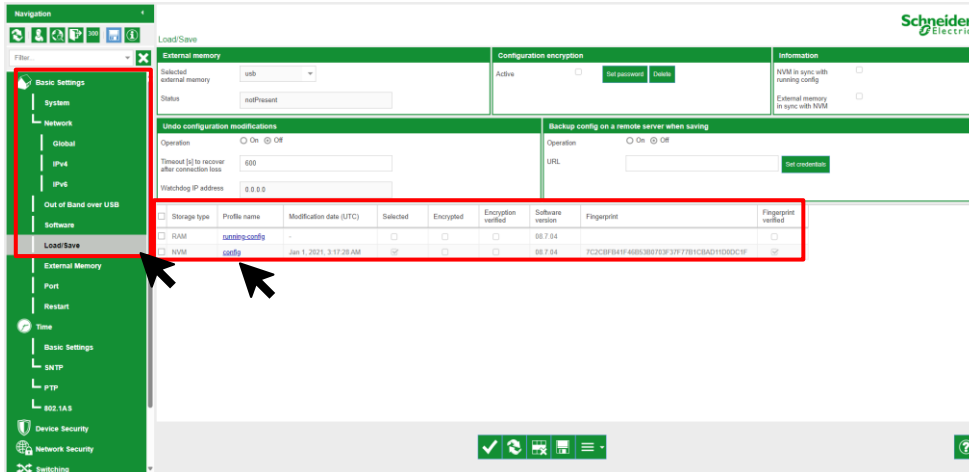 Navigation
300
Filter...
Basic Settings
System
Network
Global
IPv4
IPv6
Out of Band over USB
Software
Load/Save
External Memory
Port
Restart
Time
Basic Settings
SNTP
PTP
802.1AS
Device Security
Network Security
Switching
Schneider
Electric
Load/Save
External memory
Selected
external memory
usb
Status
notPresent
Configuration encryption
Active
Set password
Delete
Information
NVM in sync with
running config
External memory
in sync with NVM
Undo configuration modifications
Operation
On
Off
Timeout [s] to recover
after connection loss
600
Watchdog IP address
0.0.0.0
Backup config on a remote server when saving
Operation
On
Off
URL
Set credentials
Storage type Profile name Modification date (UTC) Selected Encrypted Encryption verified Software version Fingerprint Fingerprint verified
RAM running-config - 08.7.04
NVM config Jan 1, 2021, 3:17:28 AM 08.7.04